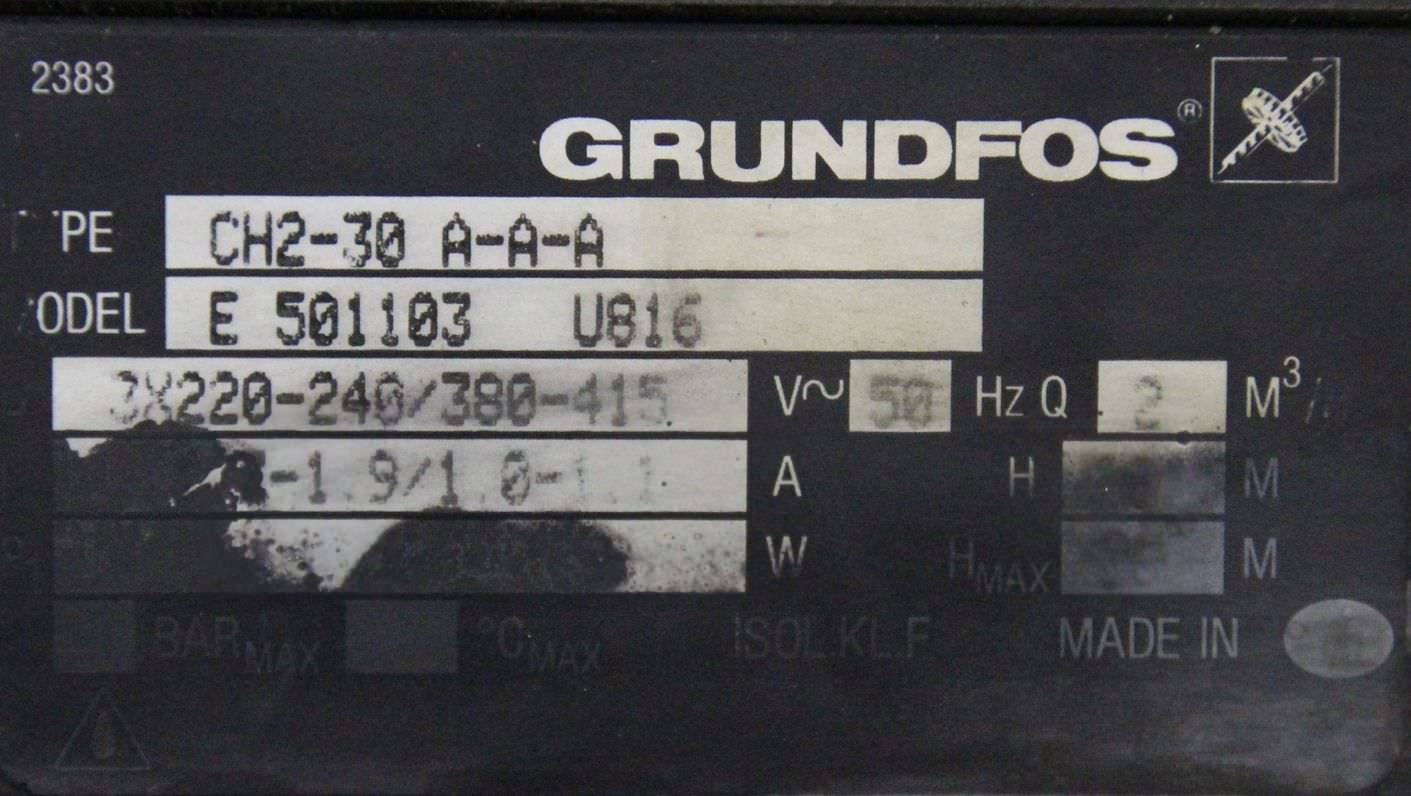 2383
GRUNDFOS ®
PE CH2-30 A-A-A
ODEL E 501103 U816
3X220-240/380-415 V~ 50 Hz Q 2 M³/
-1.9/1.0-1.1 A H M
W HMAX M
BARMAX °CMAX ISOL.KL.F MADE IN